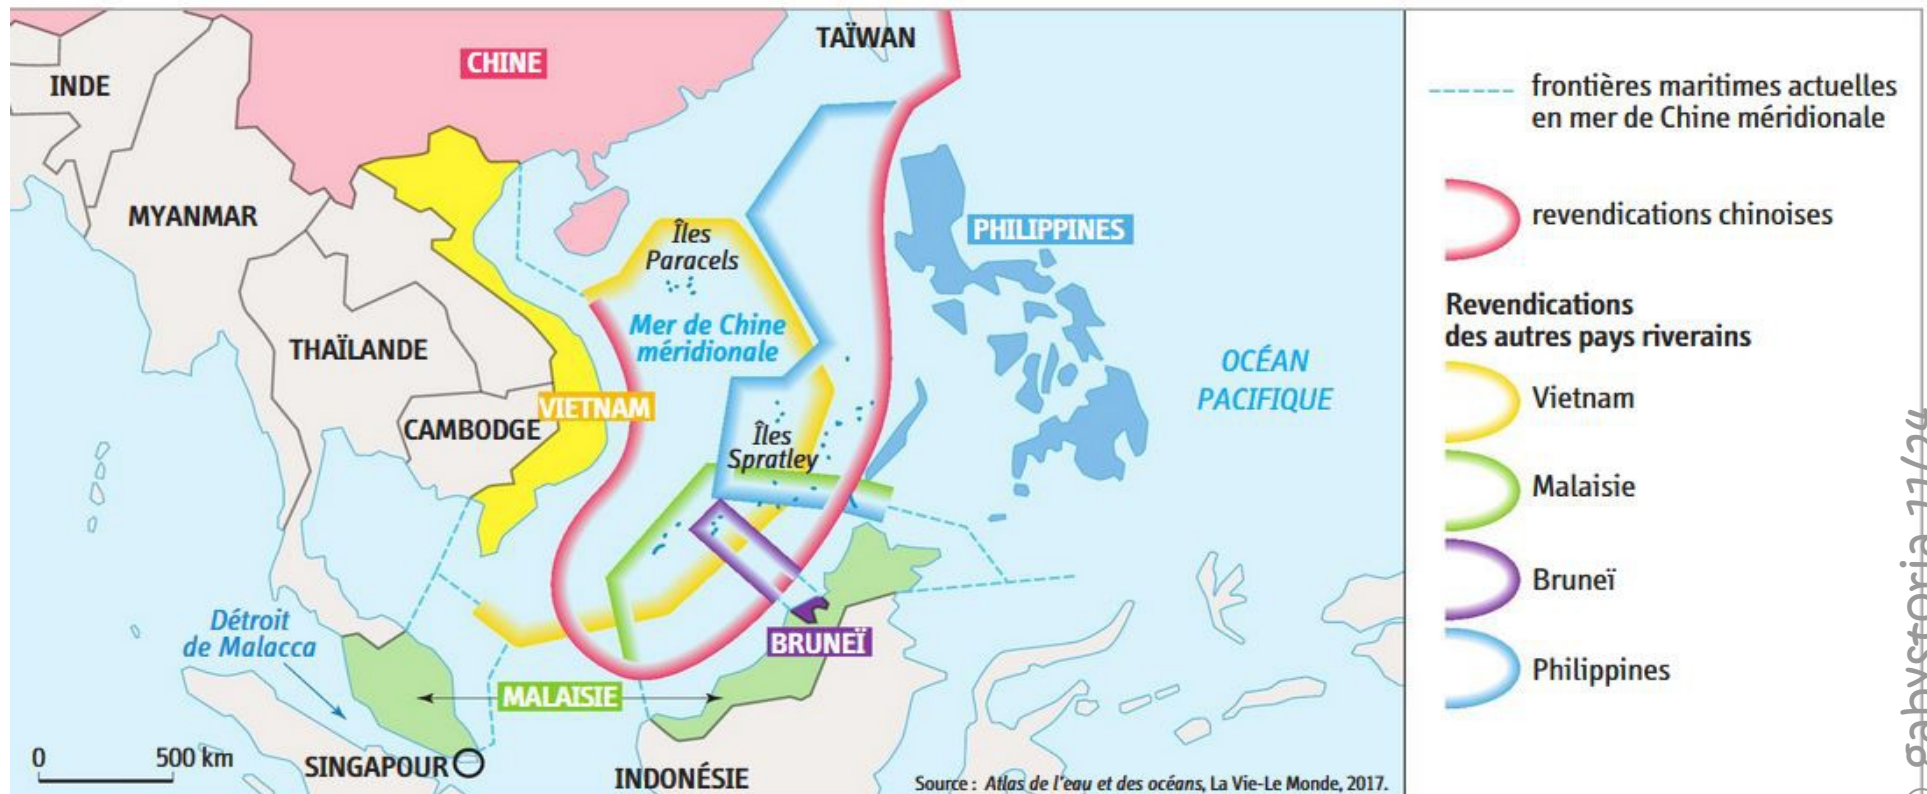 CHINE
TAÏWAN
INDE
MYANMAR
Îles
Paracels
PHILIPPINES
Mer de Chine
méridionale
THAÏLANDE
OCÉAN
PACIFIQUE
VIETNAM
CAMBODGE
Îles
Spratley
Détroit
de Malacca
BRUNEÏ
MALAISIE
0 500 km
SINGAPOUR
INDONÉSIE
Source : Atlas de l'eau et des océans, La Vie-Le Monde, 2017.
frontières maritimes actuelles
en mer de Chine méridionale
revendications chinoises
Revendications
des autres pays riverains
Vietnam
Malaisie
Bruneï
Philippines